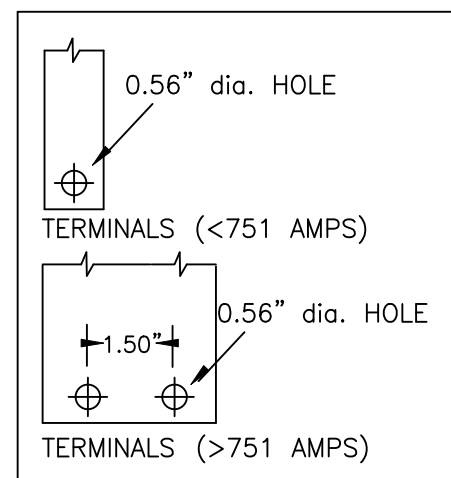 0.56” dia. HOLE
TERMINALS (<751 AMPS)
0.56” dia. HOLE
1.50”
TERMINALS (>751 AMPS)